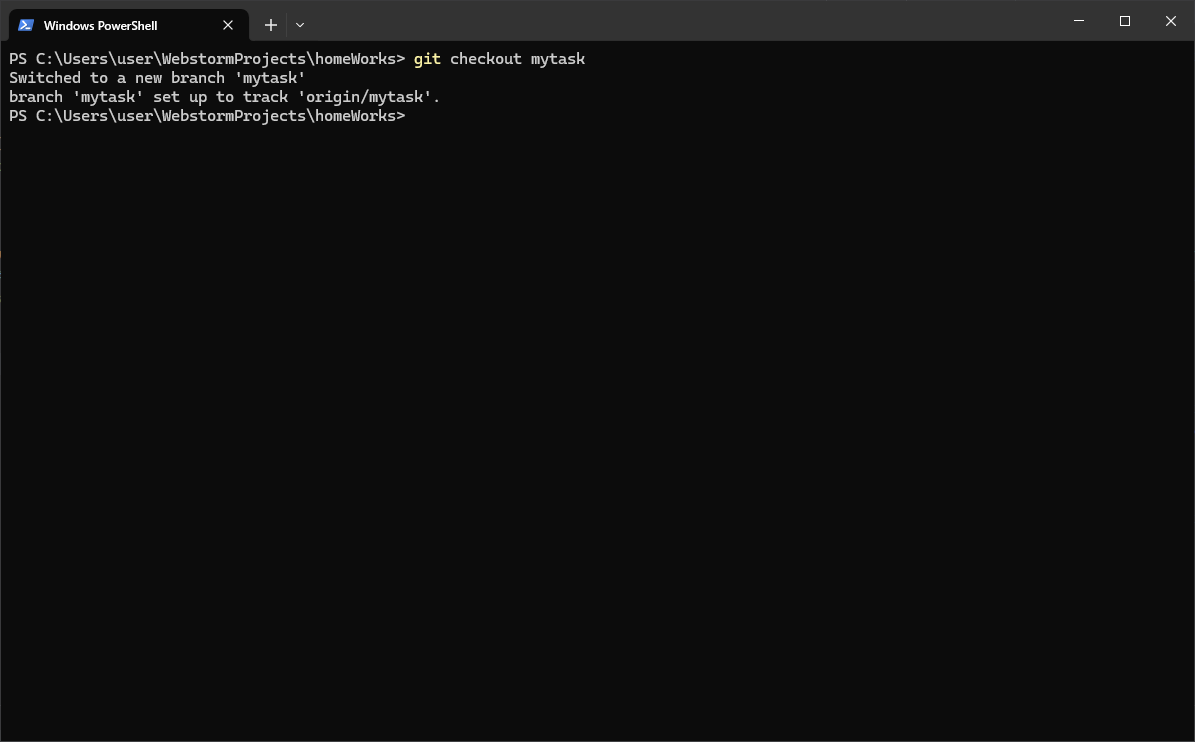 Windows PowerShell
PS C:\Users\user\WebstormProjects\homeWorks> git checkout mytask
Switched to a new branch 'mytask'
branch 'mytask' set up to track 'origin/mytask'.
PS C:\Users\user\WebstormProjects\homeWorks>